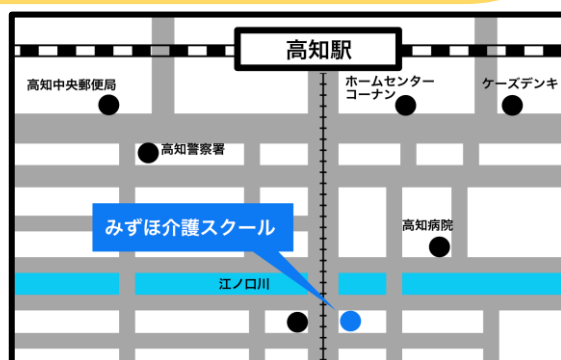 高知駅
高知中央郵便局
ホームセンター
コーナン
ケーズデンキ
高知警察署
みずほ介護スクール
高知病院
江ノ口川